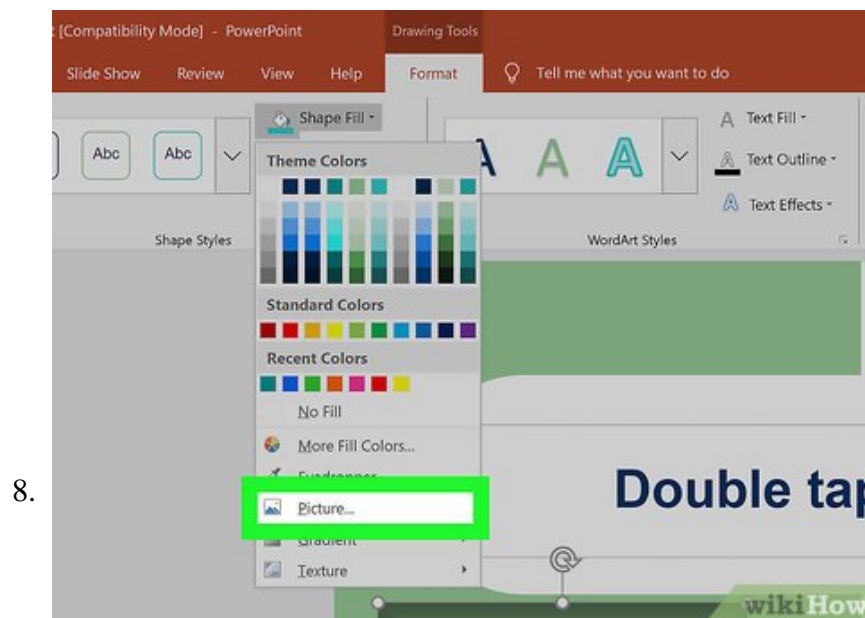 [Compatibility Mode] - PowerPoint
Drawing Tools
Slide Show Review View Help Format Tell me what you want to do
Shape Fill
Abc Abc
A A A
Text Fill
Text Outline
Text Effects
Shape Styles
WordArt Styles
Theme Colors
Standard Colors
Recent Colors
No Fill
More Fill Colors...
Eyedropper
Picture...
Gradient
Texture
8.
Double tap
wikiHow